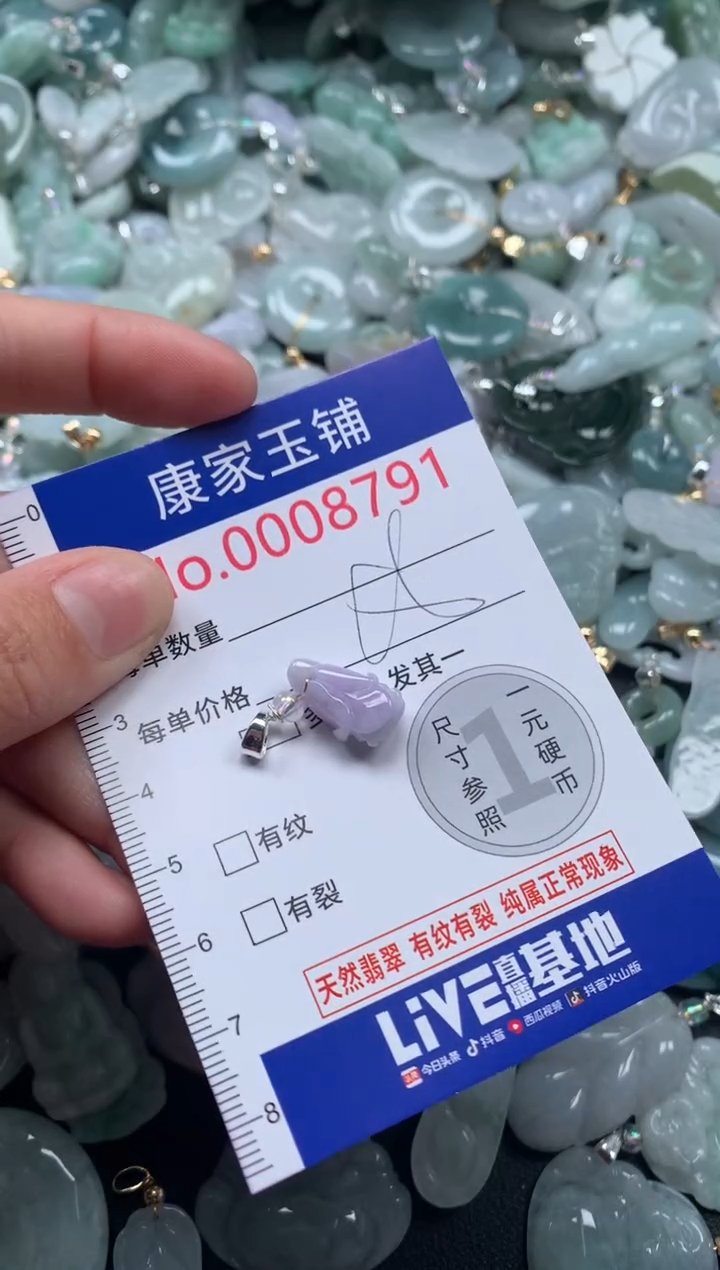 康家玉铺
No.0008791
每单数量
每单价格
发其一
0
3
4
5
6
7
8
尺寸参照
1
一元硬币
有纹
有裂
天然翡翠 有纹有裂 纯属正常现象
LiVE直播基地
今日头条 抖音 西瓜视频 抖音火山版